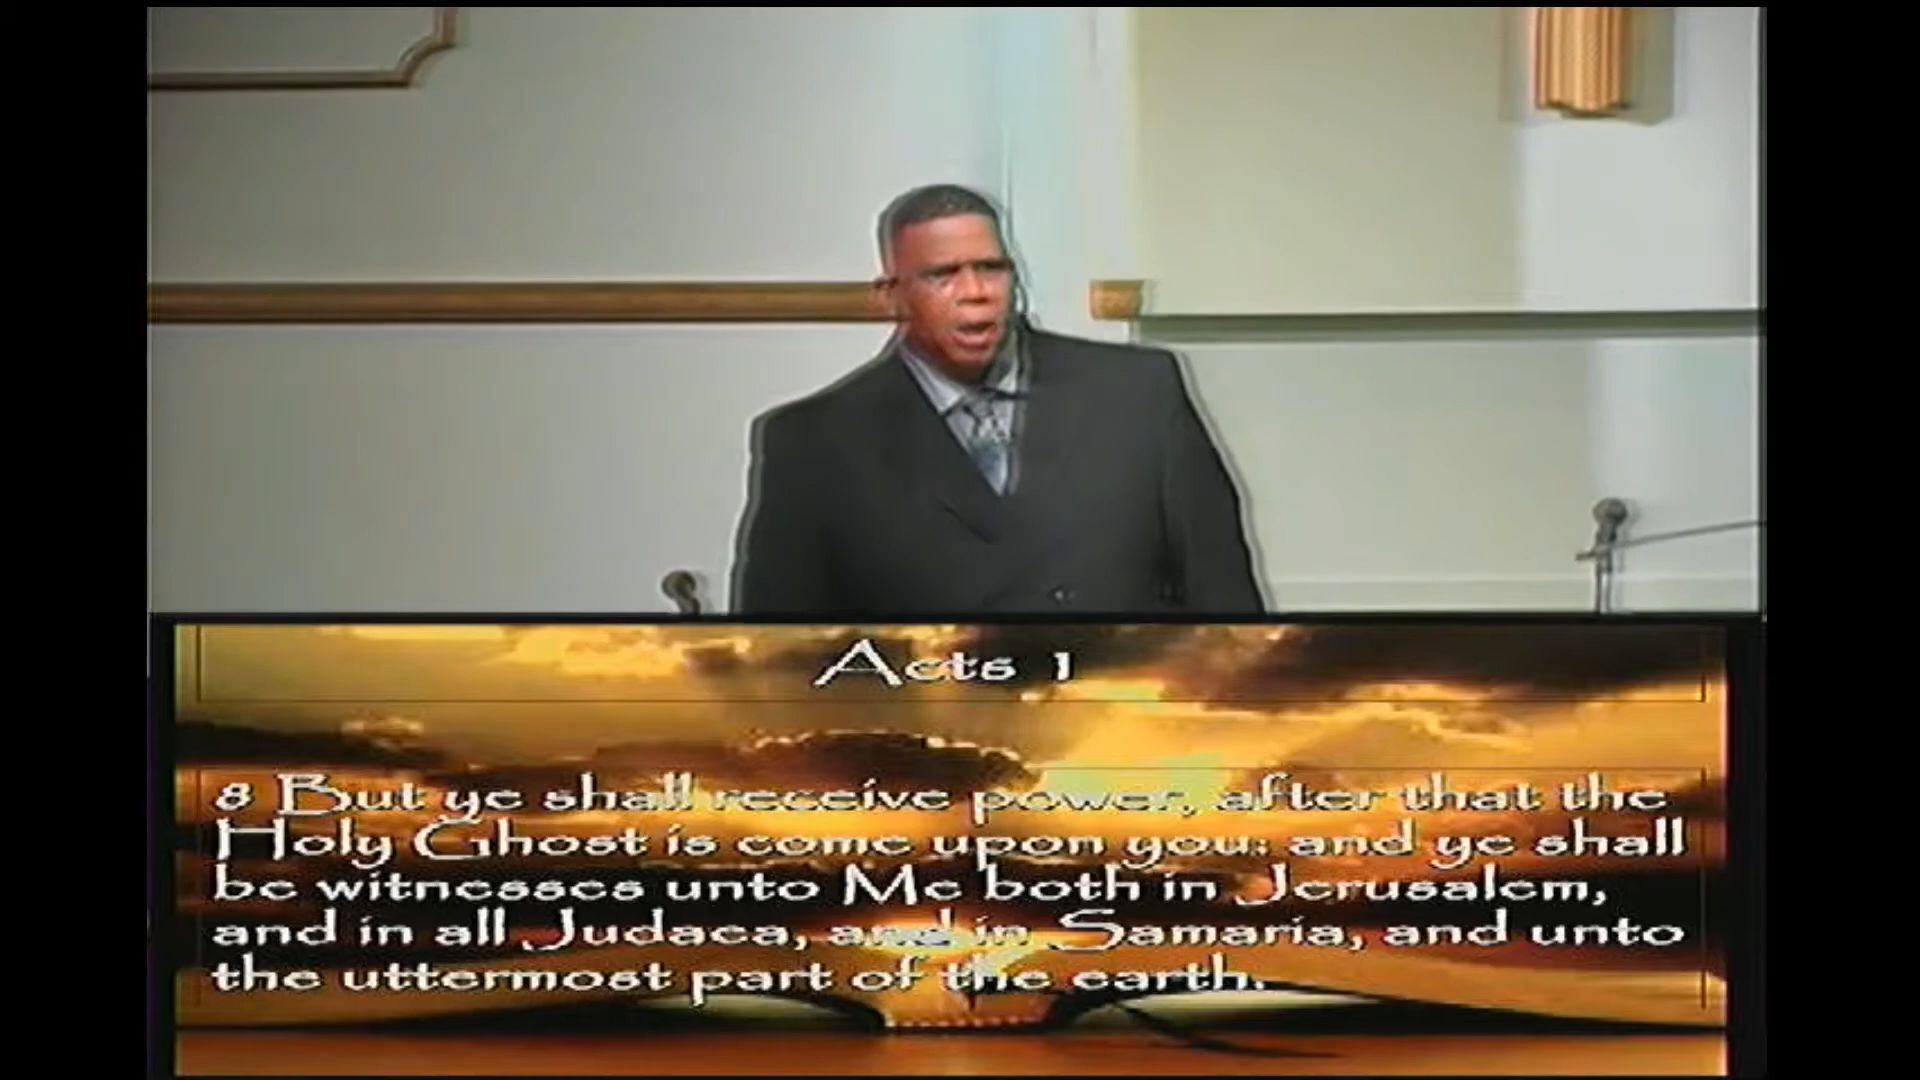 Acts 1
8 But ye shall receive power, after that the
Holy Ghost is come upon you: and ye shall
be witnesses unto Me both in Jerusalem,
and in all Judaea, and in Samaria, and unto
the uttermost part of the earth.